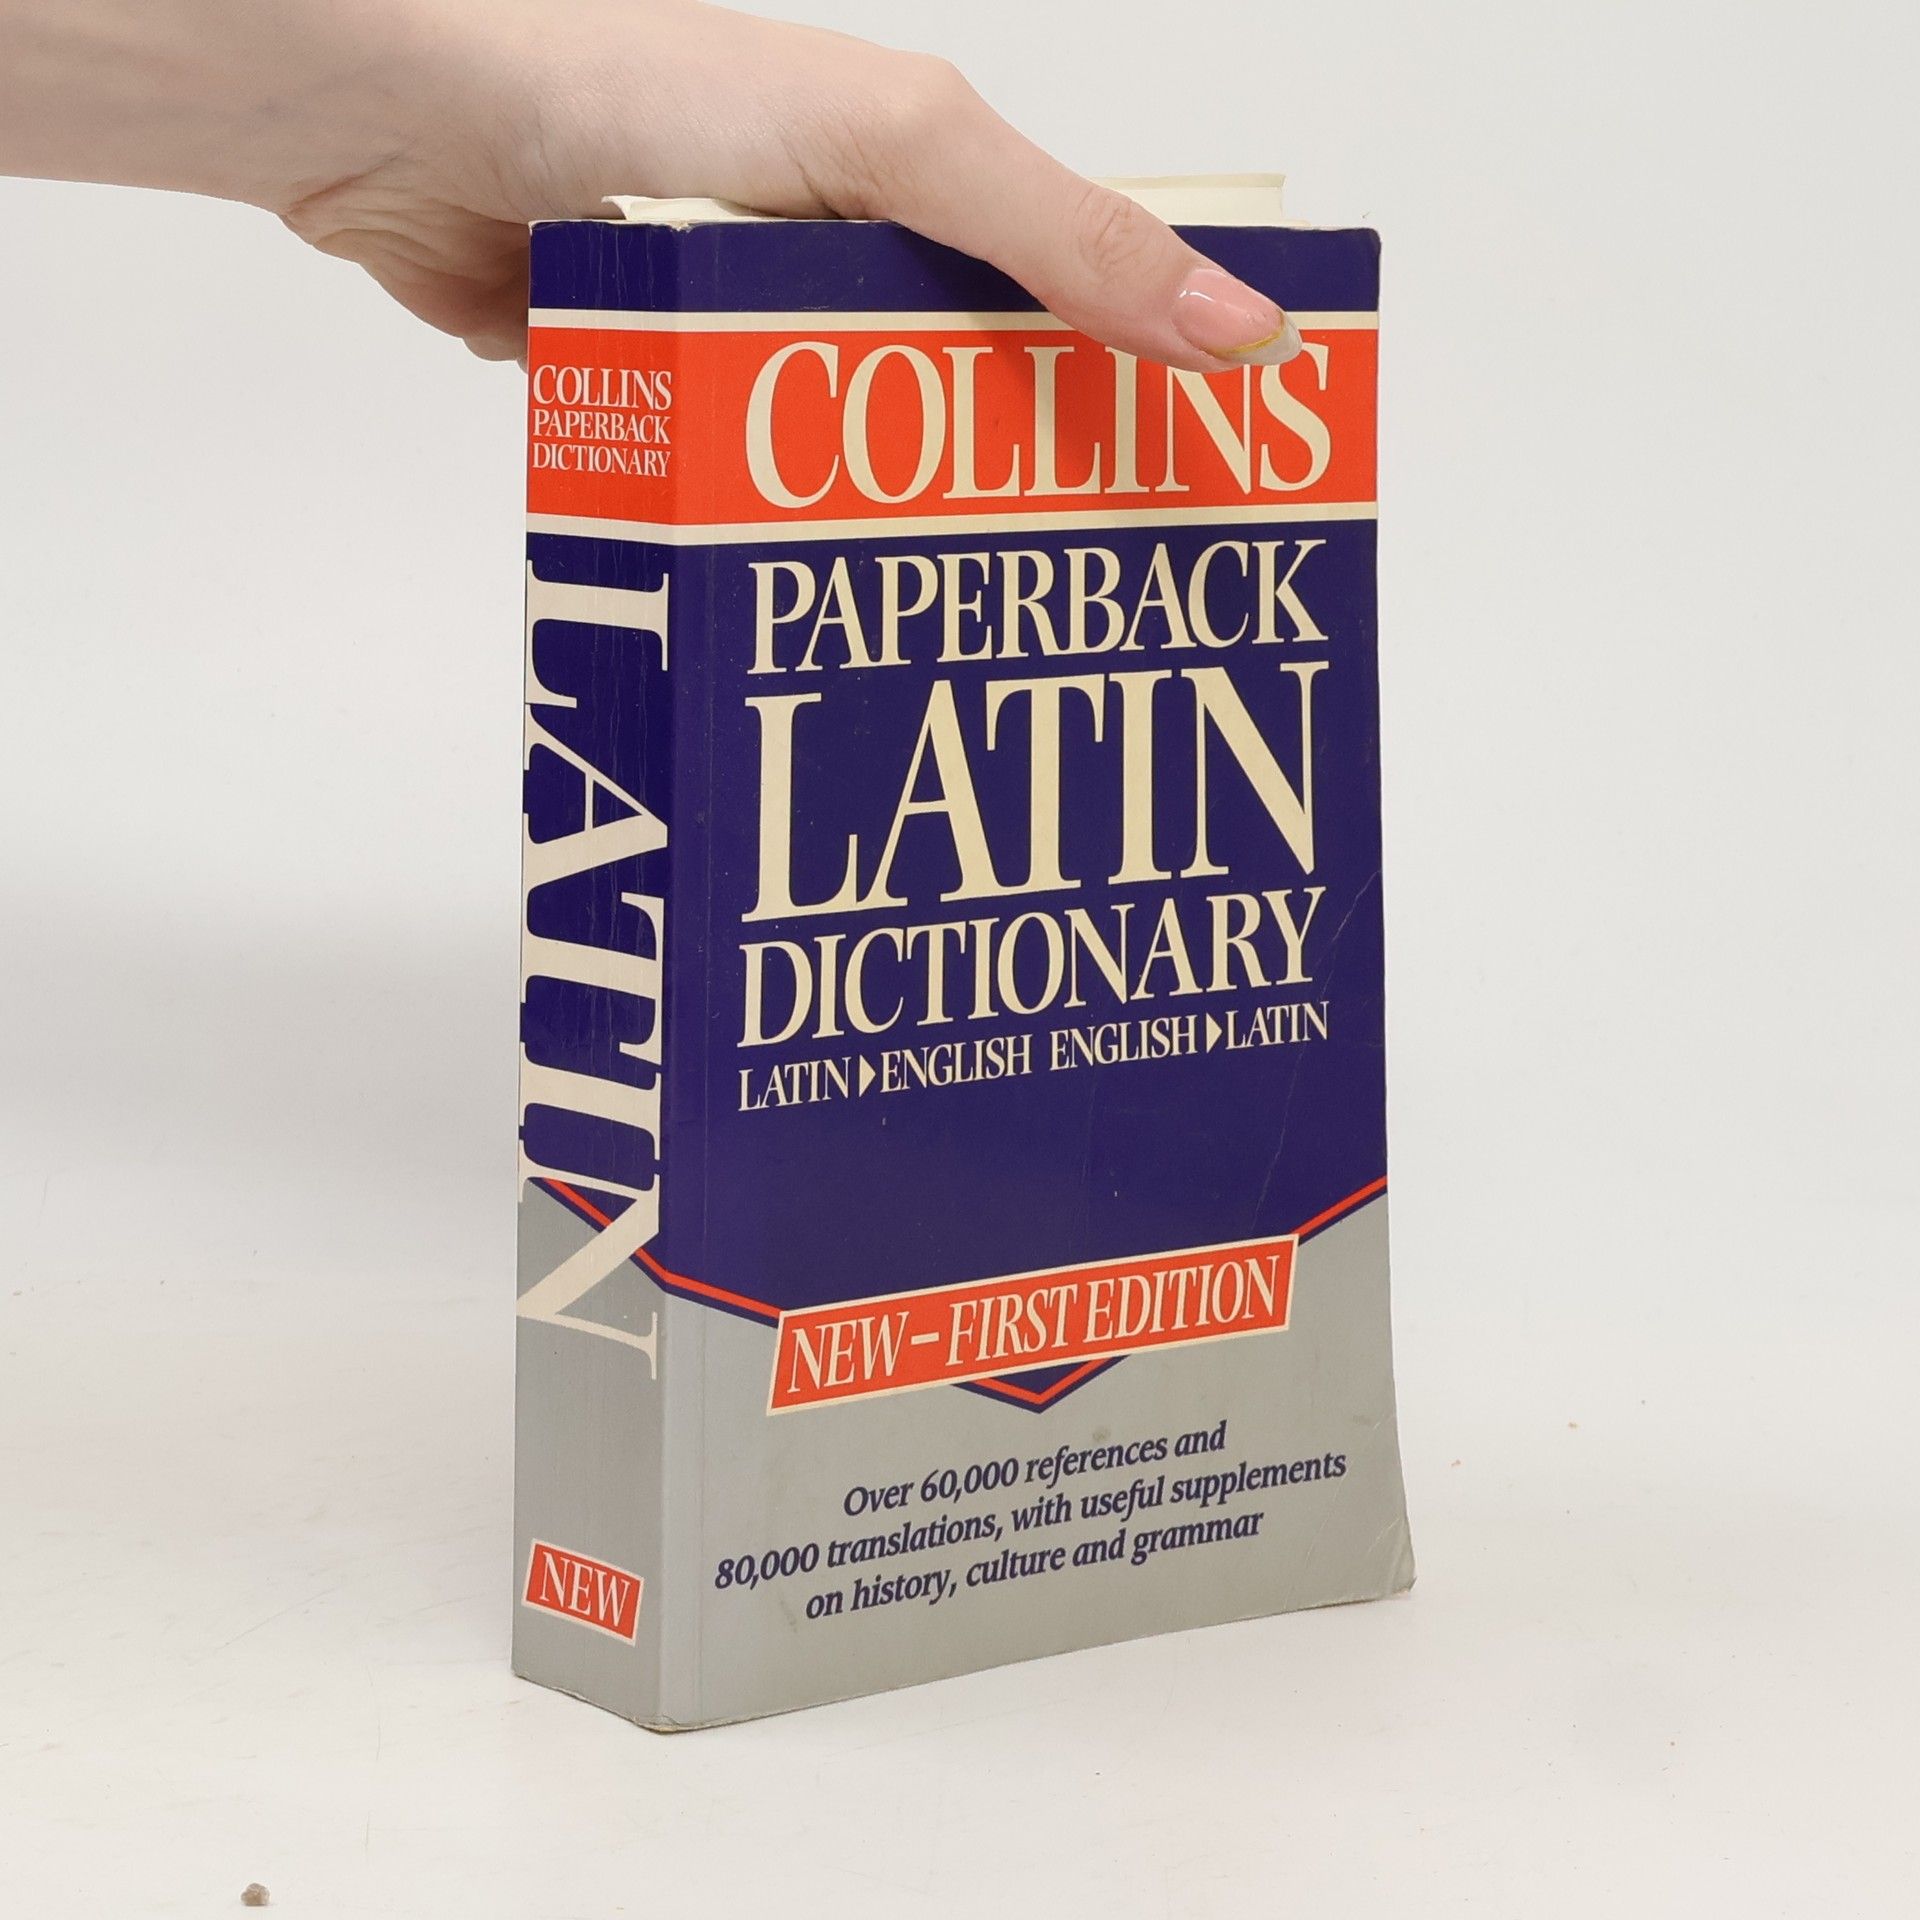 COLLINS
PAPERBACK
DICTIONARY
LATIN
NEW
COLLINS
PAPERBACK
LATIN
DICTIONARY
LATIN▶ENGLISH ENGLISH▶LATIN
NEW–FIRST EDITION
Over 60,000 references and
80,000 translations, with useful supplements
on history, culture and grammar